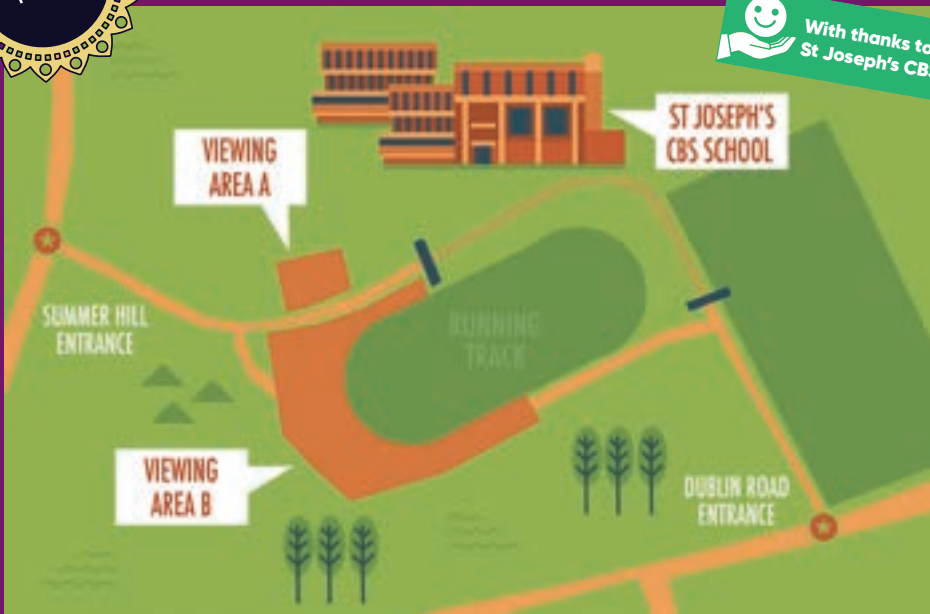 With thanks to
St Joseph's CBS
ST JOSEPH'S
CBS SCHOOL
VIEWING
AREA A
SUMMER HILL
ENTRANCE
RUNNING
TRACK
VIEWING
AREA B
DUBLIN ROAD
ENTRANCE